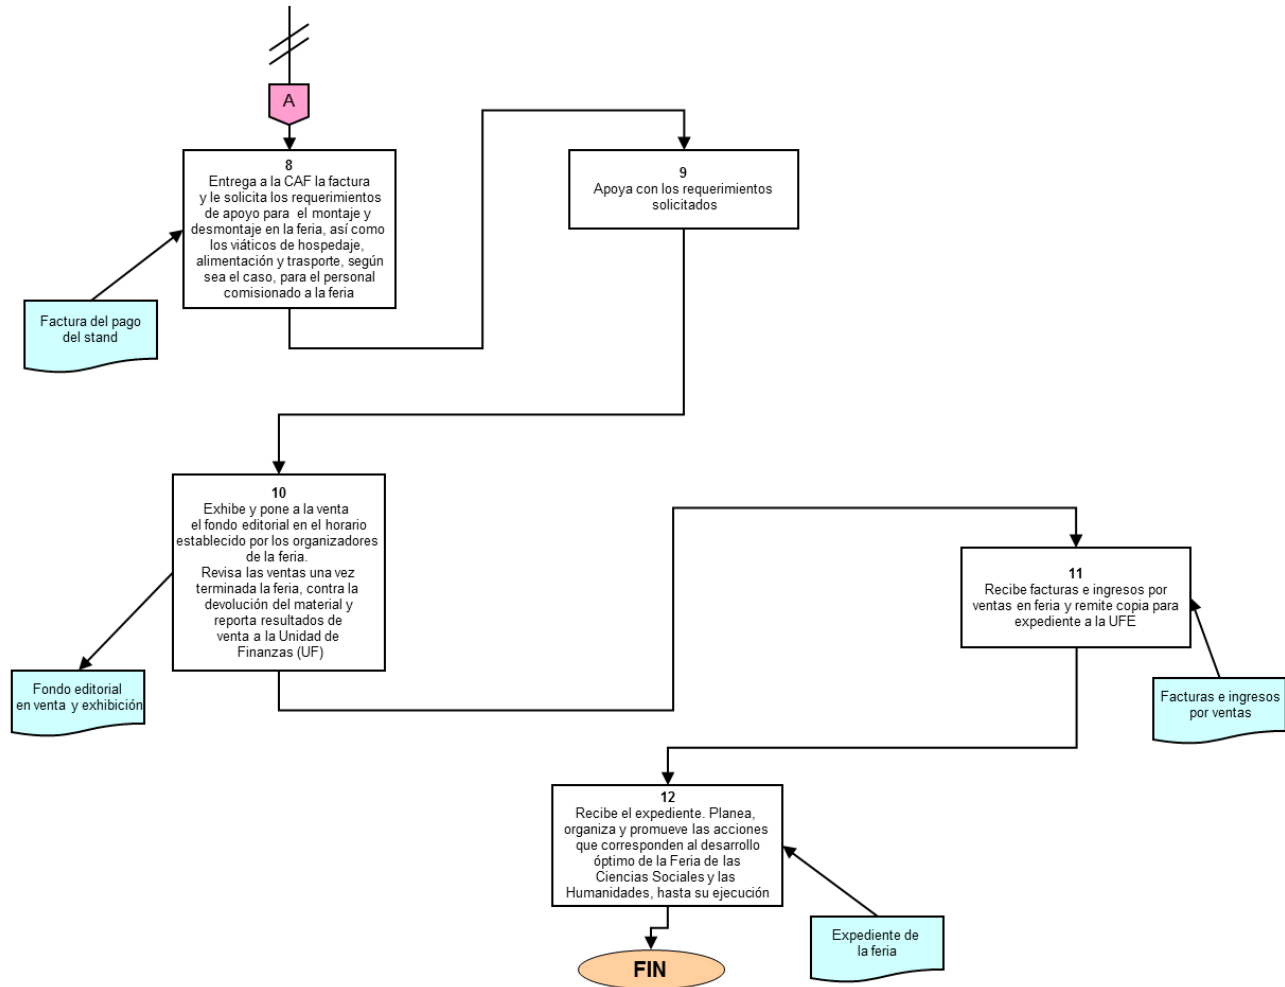 A
8
Entrega a la CAF la factura
y le solicita los requerimientos
de apoyo para el montaje y
desmontaje en la feria, así como
los viáticos de hospedaje,
alimentación y trasporte, según
sea el caso, para el personal
comisionado a la feria
9
Apoya con los requerimientos
solicitados
Factura del pago
del stand
10
Exhibe y pone a la venta
el fondo editorial en el horario
establecido por los organizadores
de la feria.
Revisa las ventas una vez
terminada la feria, contra la
devolución del material y
reporta resultados de
venta a la Unidad de
Finanzas (UF)
11
Recibe facturas e ingresos por
ventas en feria y remite copia para
expediente a la UFE
Fondo editorial
en venta y exhibición
Facturas e ingresos
por ventas
12
Recibe el expediente. Planea,
organiza y promueve las acciones
que corresponden al desarrollo
óptimo de la Feria de las
Ciencias Sociales y las
Humanidades, hasta su ejecución
Expediente de
la feria
FIN